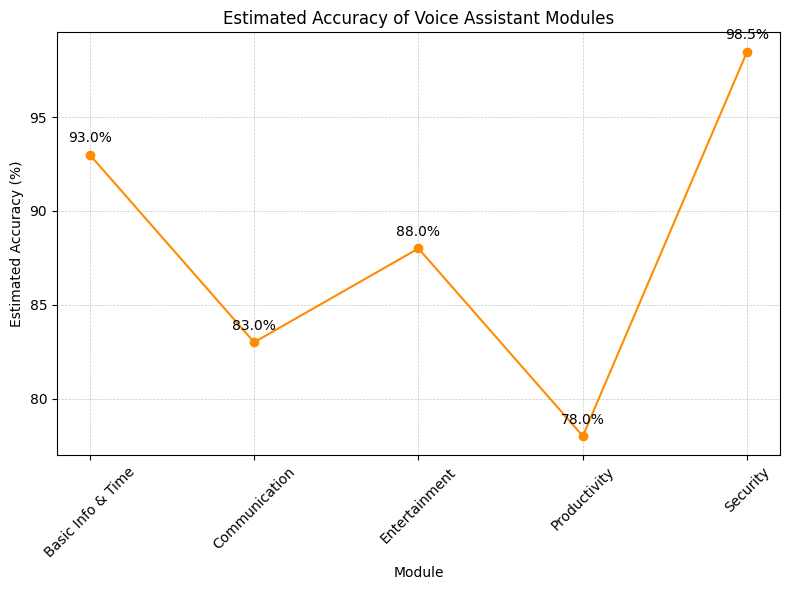 Estimated Accuracy of Voice Assistant Modules
98.5%
93.0%
88.0%
83.0%
78.0%
95
90
85
80
Estimated Accuracy (%)
Basic Info & Time
Communication
Entertainment
Productivity
Security
Module